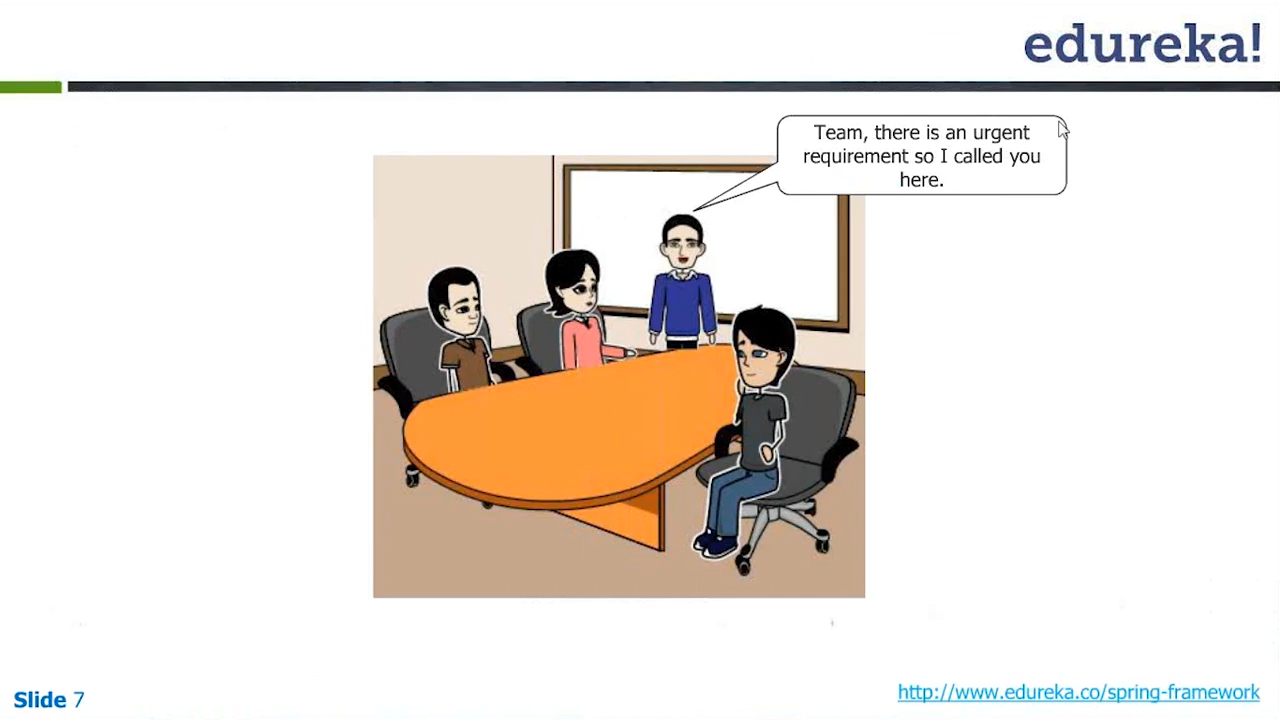 edureka!
Team, there is an urgent
requirement so I called you
here.
Slide 7
http://www.edureka.co/spring-framework